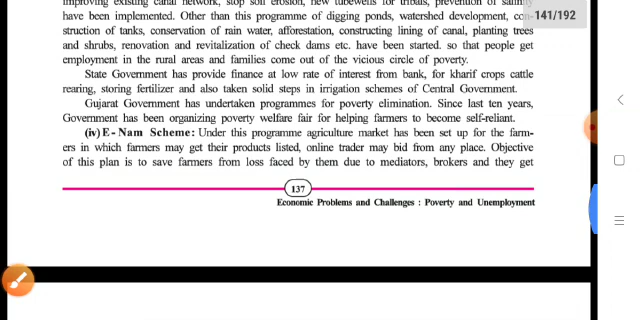 improving existing canal network, stop soil erosion, new tubewells for tribals, prevention of salinity
have been implemented. Other than this programme of digging ponds, watershed development, con-
141/192
struction of tanks, conservation of rain water, afforestation, constructing lining of canal, planting trees
and shrubs, renovation and revitalization of check dams etc. have been started. so that people get
employment in the rural areas and families come out of the vicious circle of poverty.
State Government has provide finance at low rate of interest from bank, for kharif crops cattle
rearing, storing fertilizer and also taken solid steps in irrigation schemes of Central Government.
Gujarat Government has undertaken programmes for poverty elimination. Since last ten years,
Government has been organizing poverty welfare fair for helping farmers to become self-reliant.
(iv) E - Nam Scheme: Under this programme agriculture market has been set up for the farm-
ers in which farmers may get their products listed, online trader may bid from any place. Objective
of this plan is to save farmers from loss faced by them due to mediators, brokers and they get
137
Economic Problems and Challenges : Poverty and Unemployment